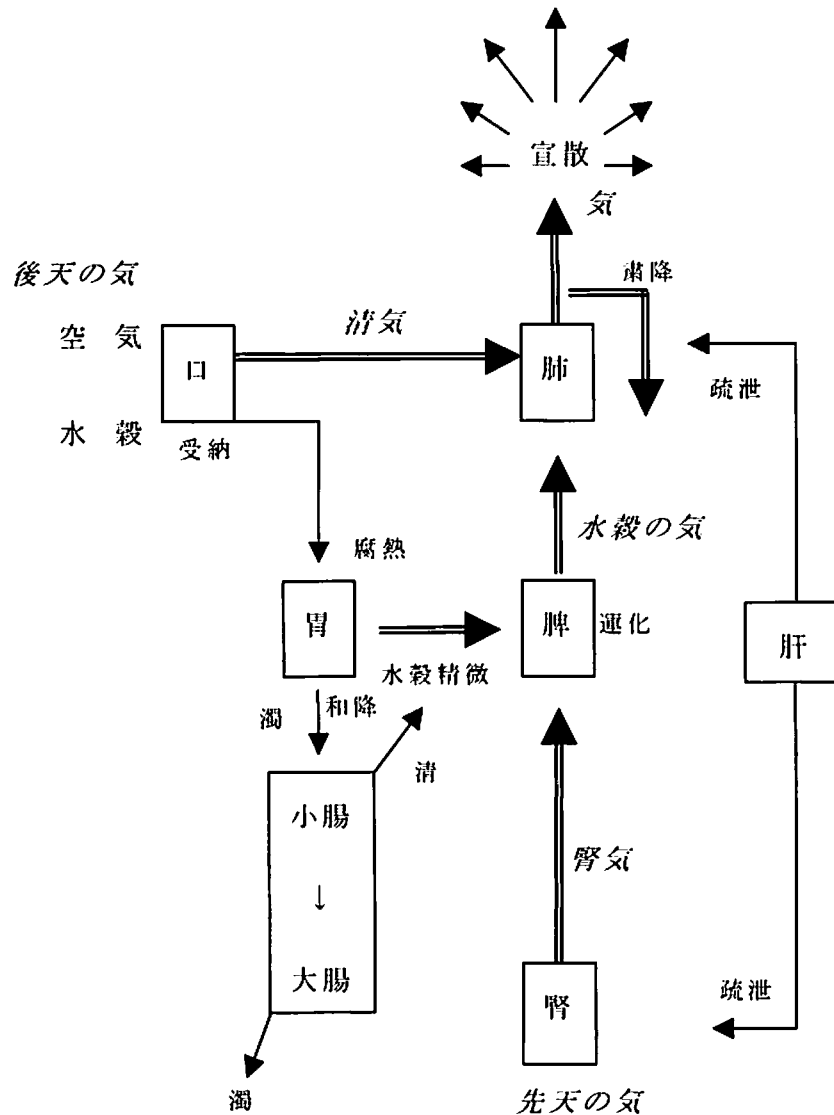 宣散
気
粛降
後天の気
清気
空気
口
肺
疏泄
水穀
受納
水穀の気
腐熱
胃
脾
運化
肝
水穀精微
濁
和降
清
小腸
↓
大腸
腎気
腎
疏泄
濁
先天の気